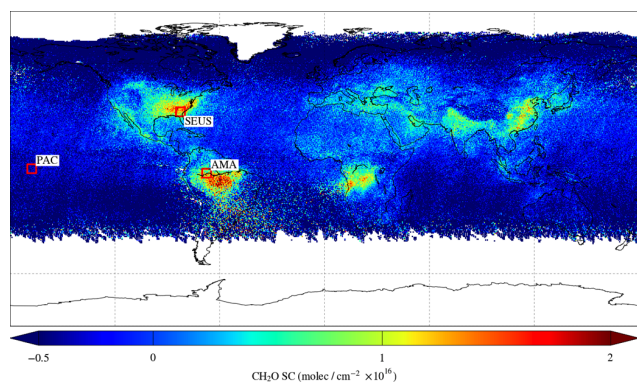 SEUS
PAC
AMA
−0.5 0 1 2
CH₂O SC (molec / cm⁻² ×10¹⁶)